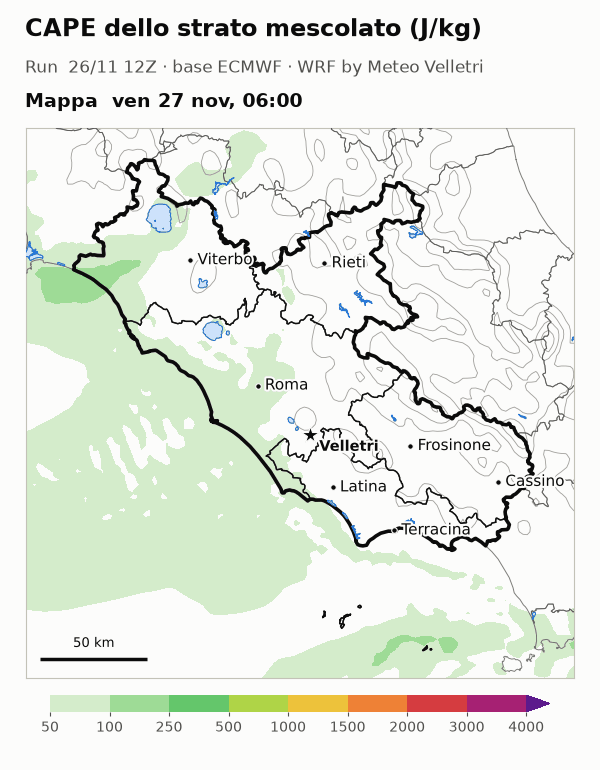 CAPE dello strato mescolato (J/kg)
Run  26/11 12Z · base ECMWF · WRF by Meteo Velletri
Mappa  ven 27 nov, 06:00
Viterbo
Rieti
Roma
Velletri
Frosinone
Cassino
Latina
Terracina
50 km
50 100 250 500 1000 1500 2000 3000 4000